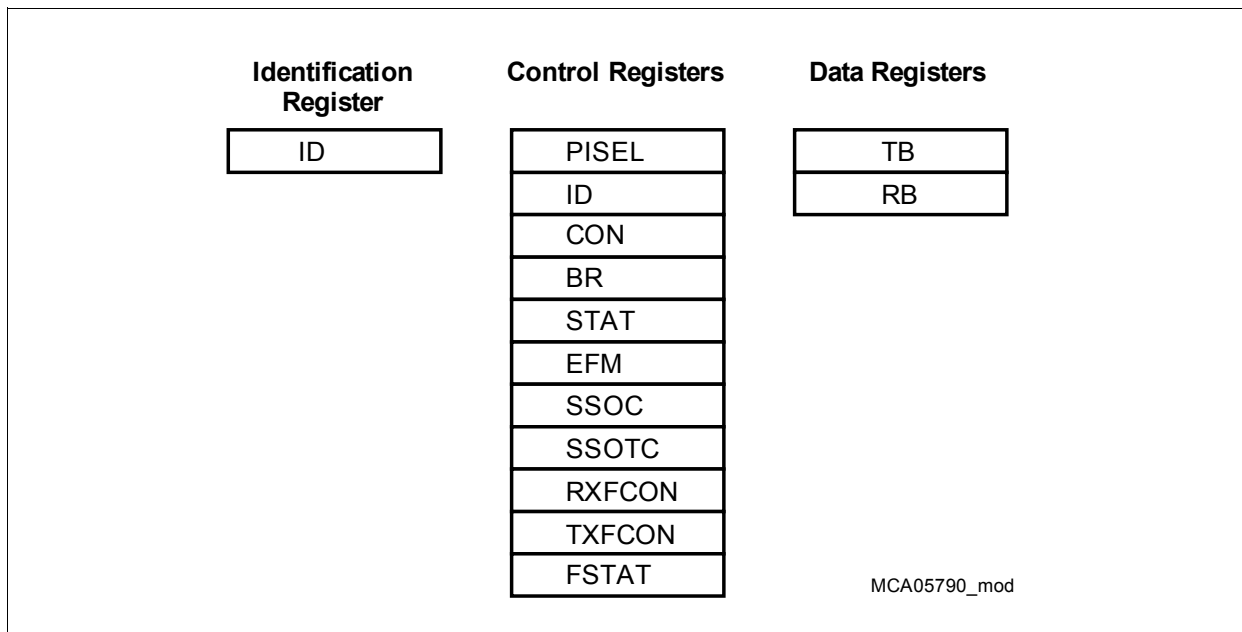 Identification
Register
ID
Control Registers
PISEL
ID
CON
BR
STAT
EFM
SSOC
SSOTC
RXFCON
TXFCON
FSTAT
Data Registers
TB
RB
MCA05790_mod